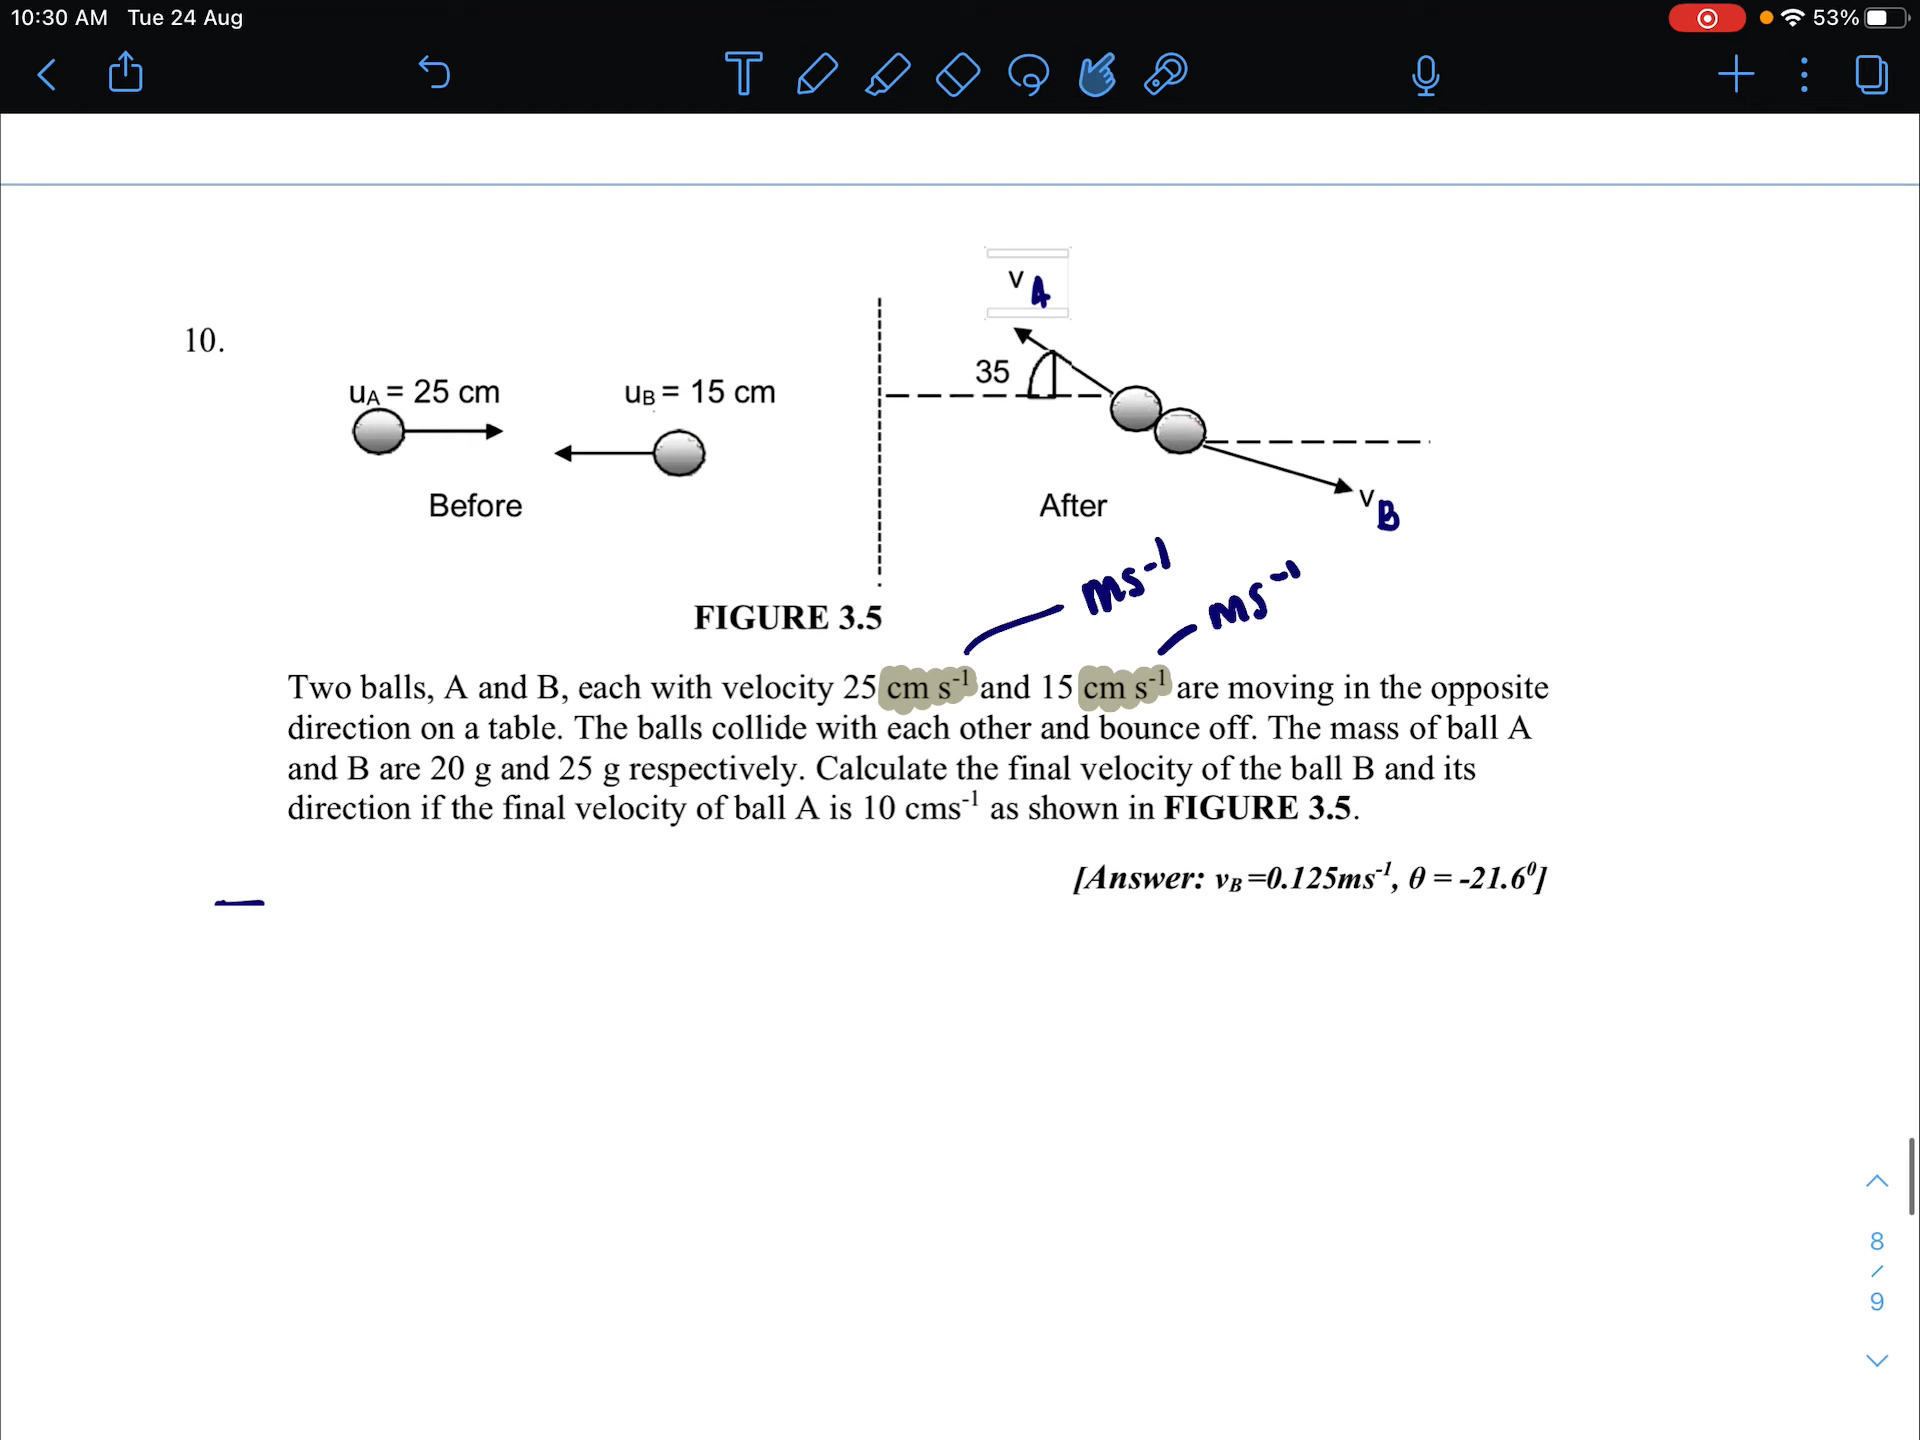 10:30 AM Tue 24 Aug
53%
10.
v A
35
uA = 25 cm
uB = 15 cm
v B
Before
After
ms⁻¹
ms⁻¹
FIGURE 3.5
Two balls, A and B, each with velocity 25 cm s⁻¹ and 15 cm s⁻¹ are moving in the opposite
direction on a table. The balls collide with each other and bounce off. The mass of ball A
and B are 20 g and 25 g respectively. Calculate the final velocity of the ball B and its
direction if the final velocity of ball A is 10 cms⁻¹ as shown in FIGURE 3.5.
[Answer: vB =0.125ms⁻¹, θ = -21.6⁰]
8
/
9